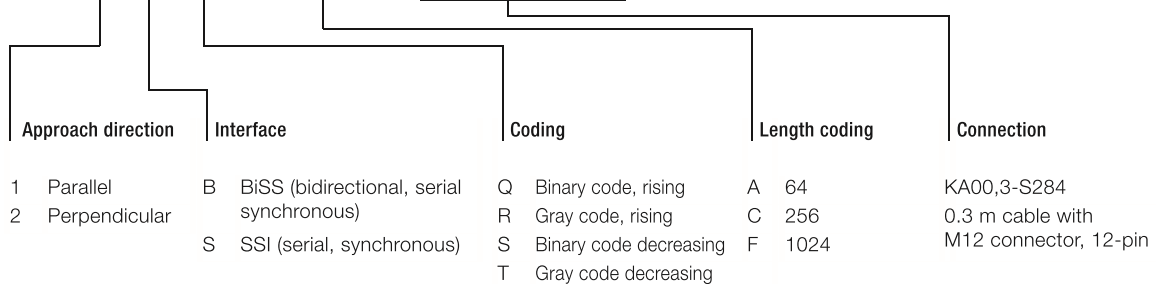 Approach direction
1 Parallel
2 Perpendicular
Interface
B BiSS (bidirectional, serial
synchronous)
S SSI (serial, synchronous)
Coding
Q Binary code, rising
R Gray code, rising
S Binary code decreasing
T Gray code decreasing
Length coding
A 64
C 256
F 1024
Connection
KA00,3-S284
0.3 m cable with
M12 connector, 12-pin